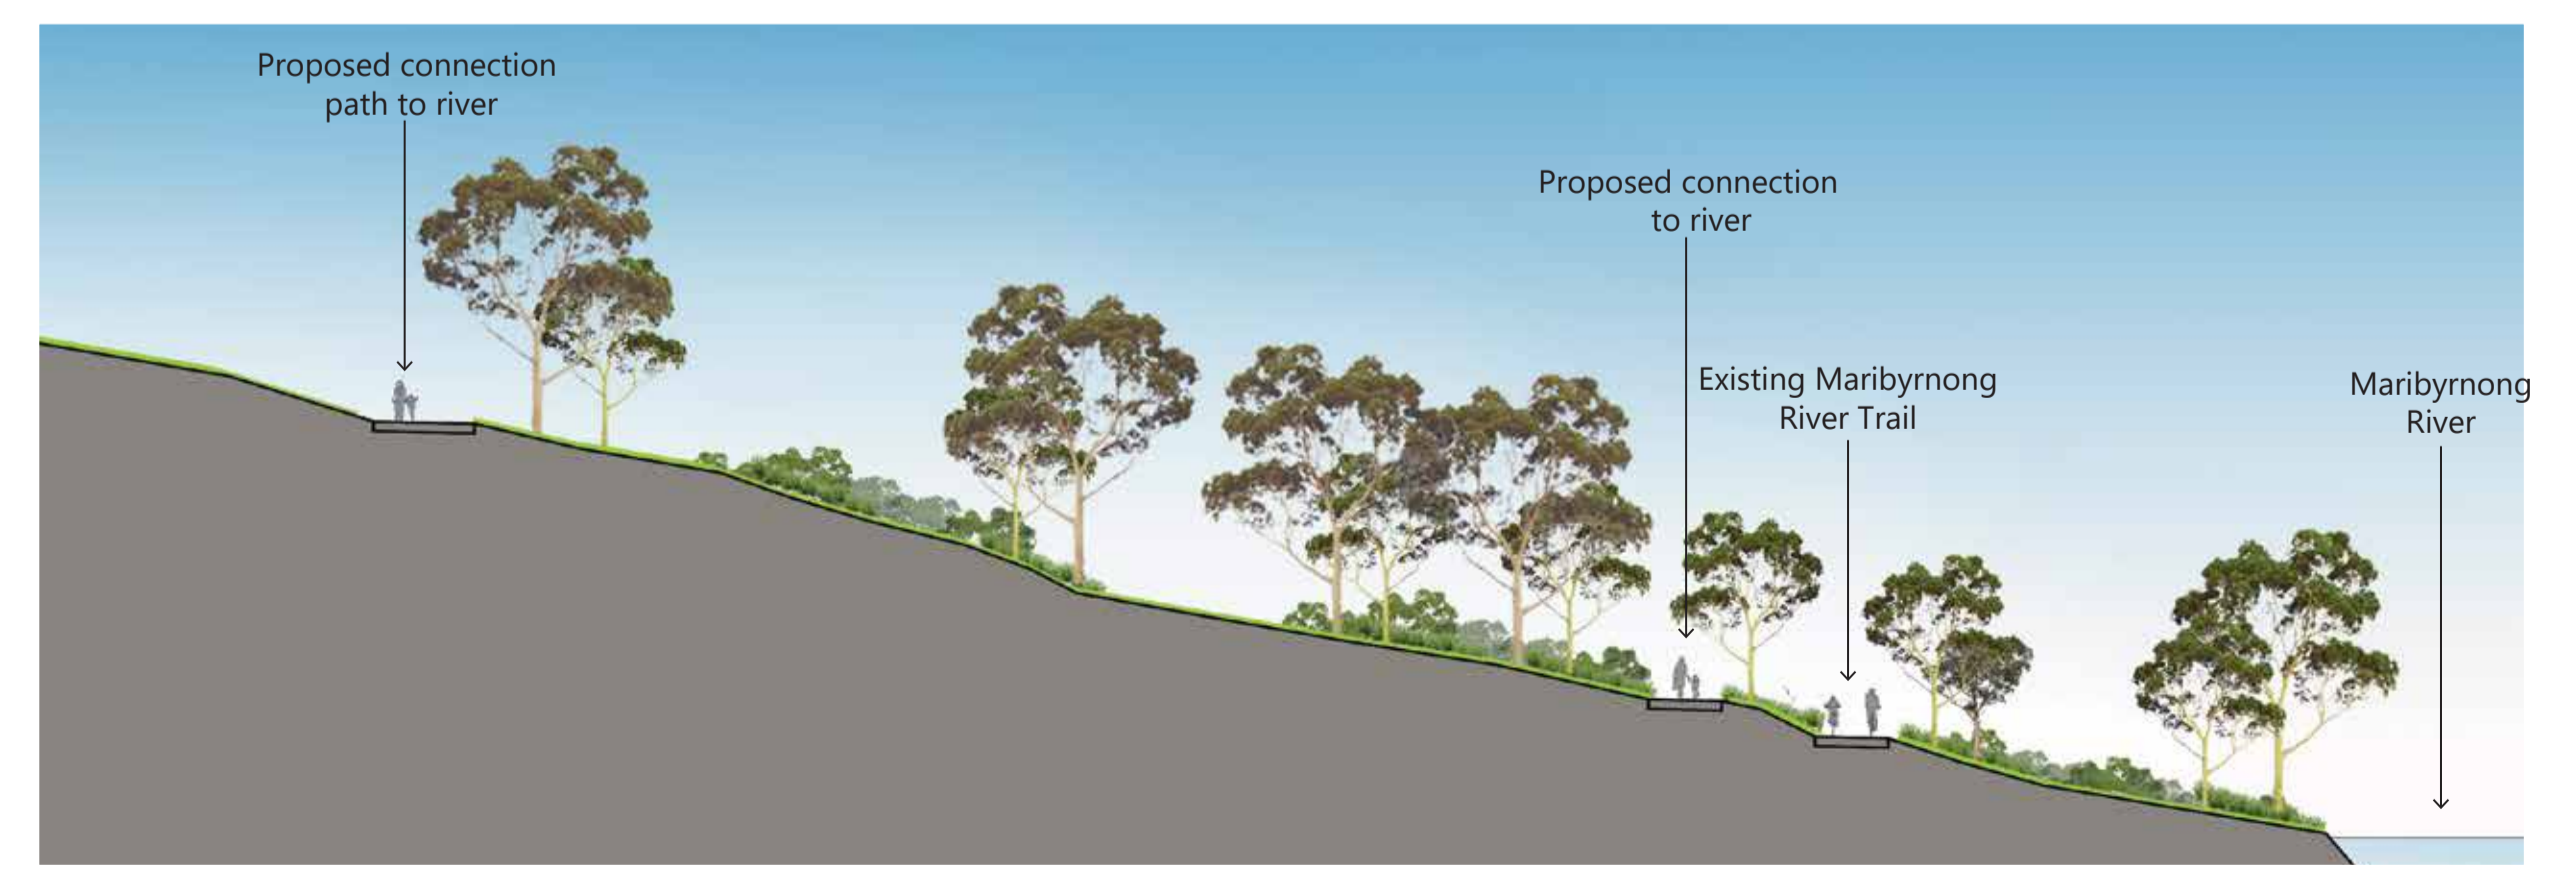 Proposed connection
path to river
Proposed connection
to river
Existing Maribyrnong
River Trail
Maribyrnong
River